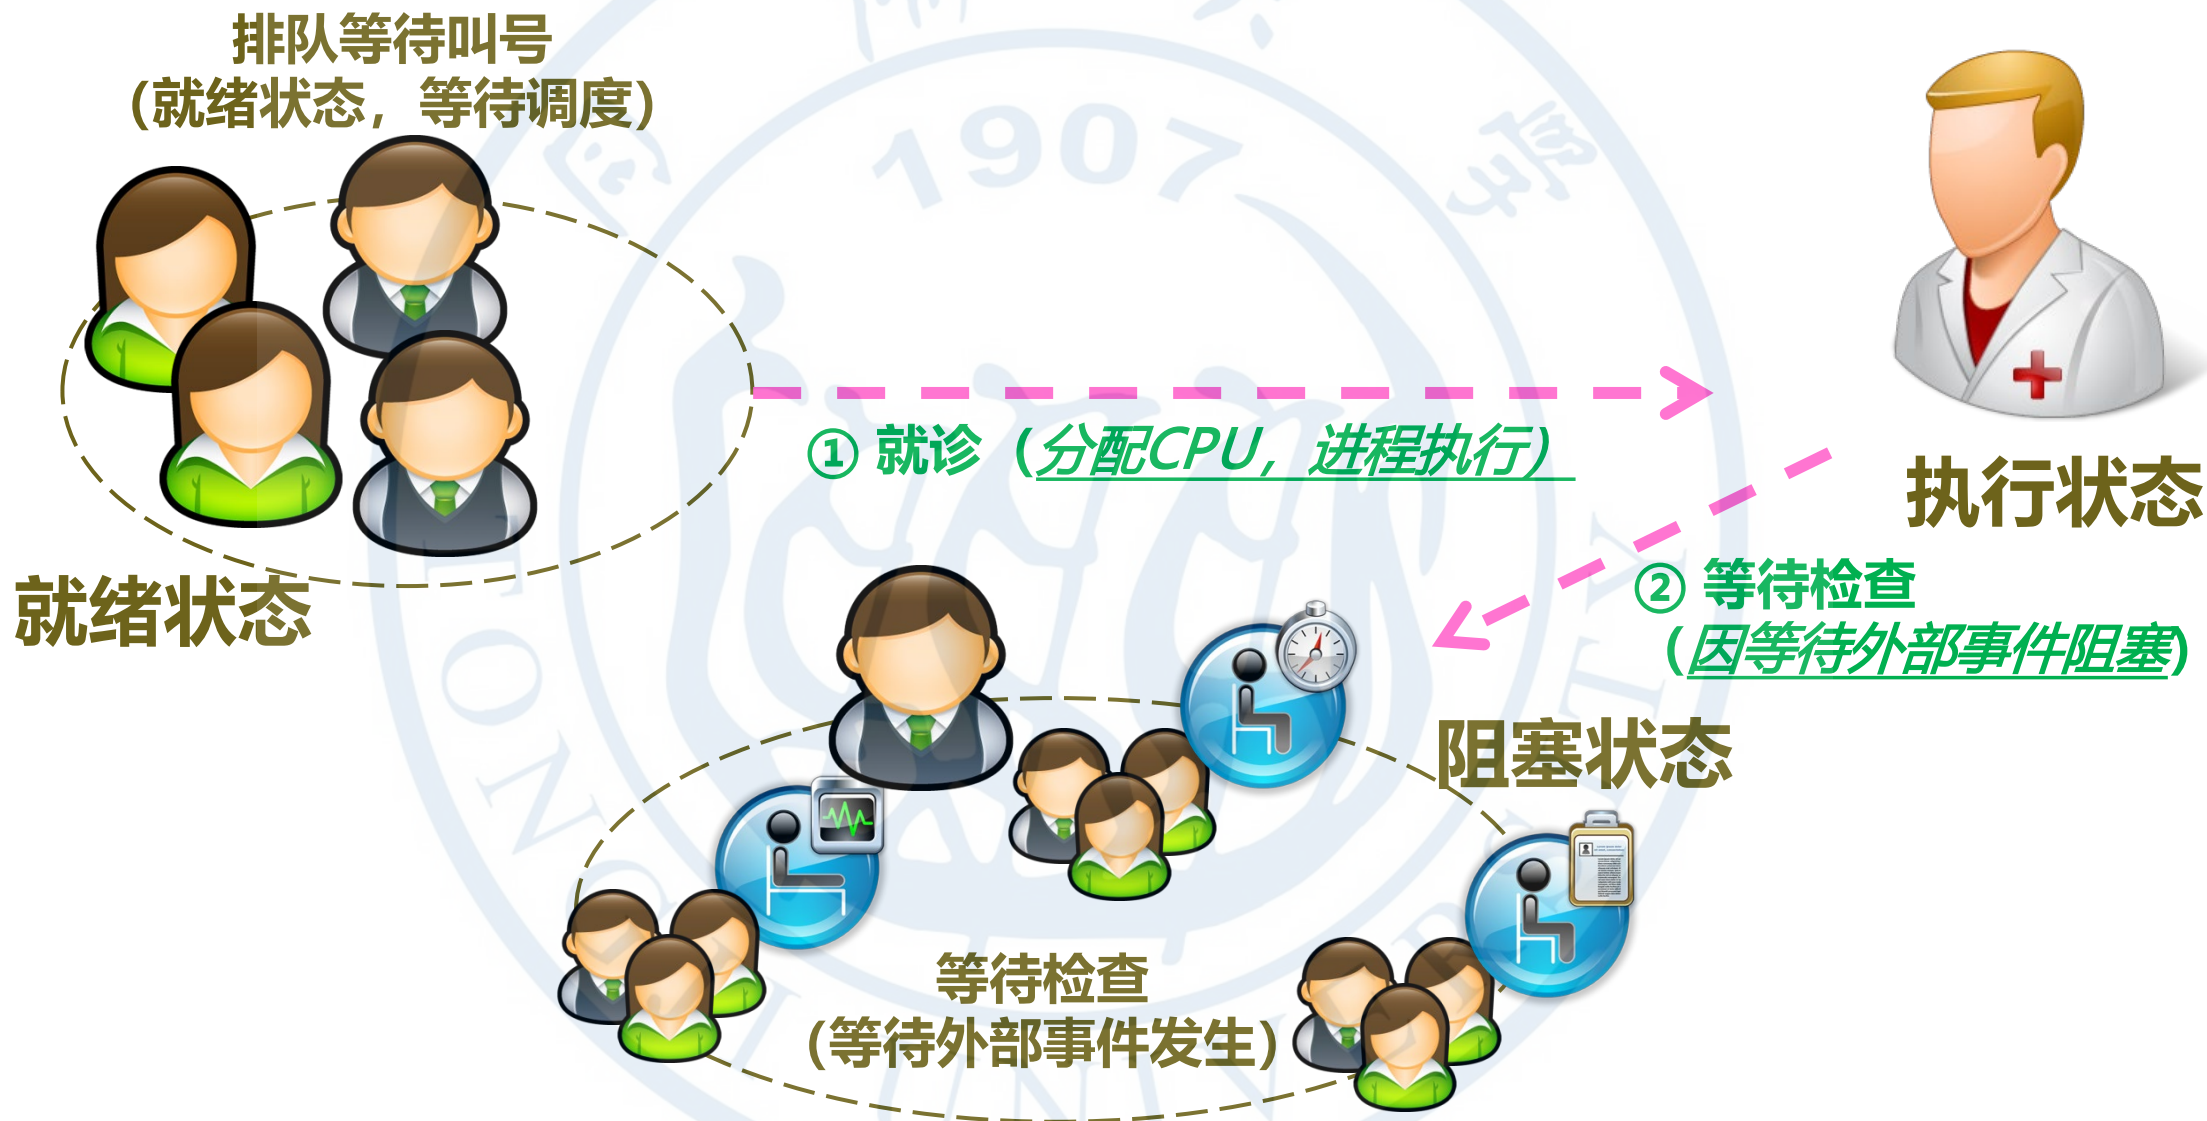 排队等待叫号
（就绪状态，等待调度）
1907
① 就诊（分配CPU，进程执行）
执行状态
② 等待检查
（因等待外部事件阻塞）
就绪状态
阻塞状态
等待检查
（等待外部事件发生）
TONGJI UNIVERSITY